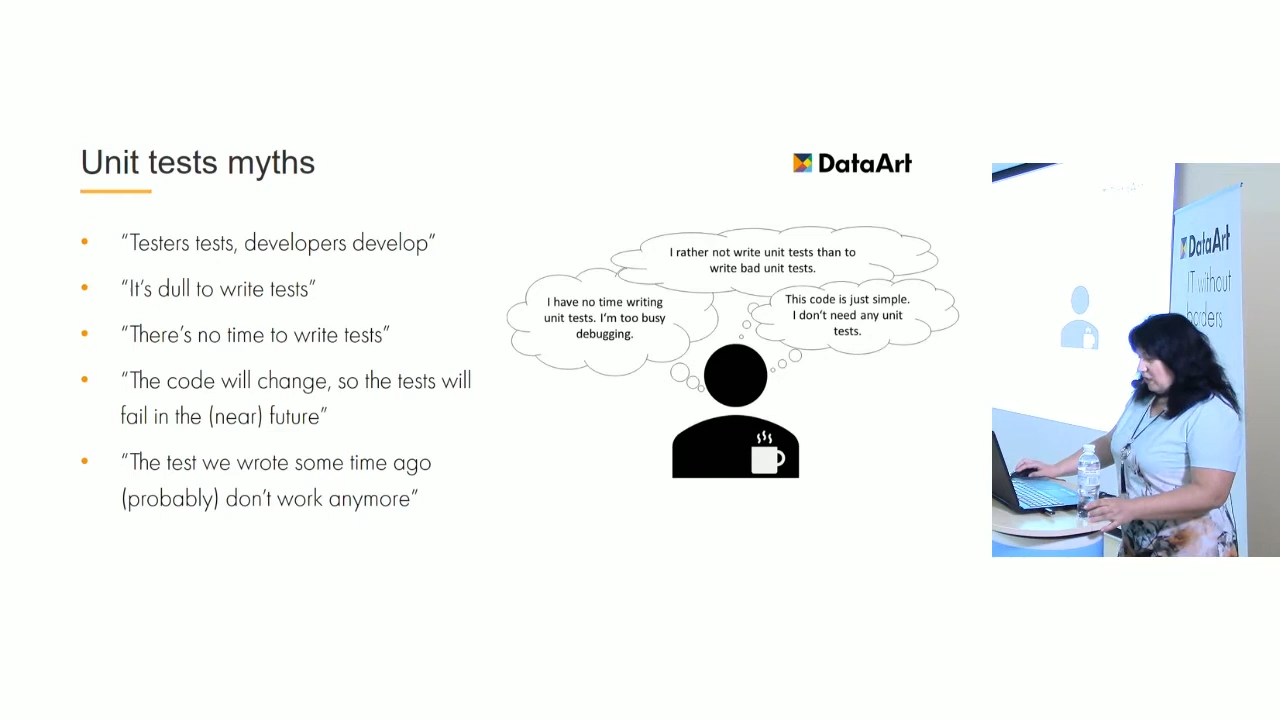 Unit tests myths
DataArt
• “Testers tests, developers develop”
• “It’s dull to write tests”
• “There’s no time to write tests”
• “The code will change, so the tests will
fail in the (near) future”
• “The test we wrote some time ago
(probably) don’t work anymore”
I rather not write unit tests than to
write bad unit tests.
I have no time writing
unit tests. I’m too busy
debugging.
This code is just simple.
I don’t need any unit
tests.
DataArt
IT without
borders